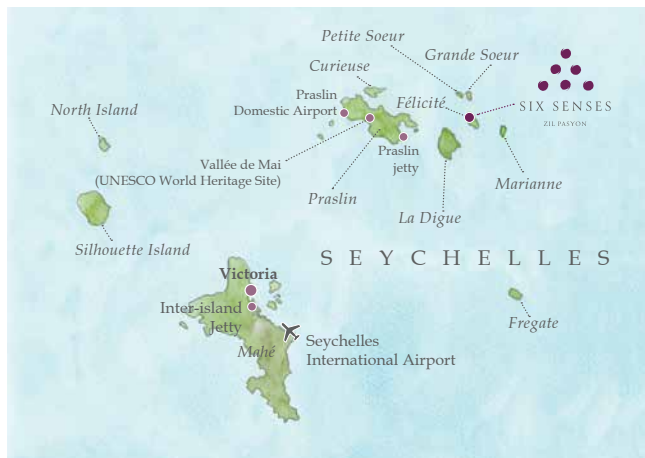 Petite Soeur
Grande Soeur
Curieuse
Praslin
Domestic Airport
Félicité
SIX SENSES
ZIL PASYON
North Island
Vallée de Mai
(UNESCO World Heritage Site)
Praslin
jetty
Marianne
Praslin
La Digue
Silhouette Island
SEYCHELLES
Victoria
Inter-island
Jetty
Mahé
Seychelles
International Airport
Fregate